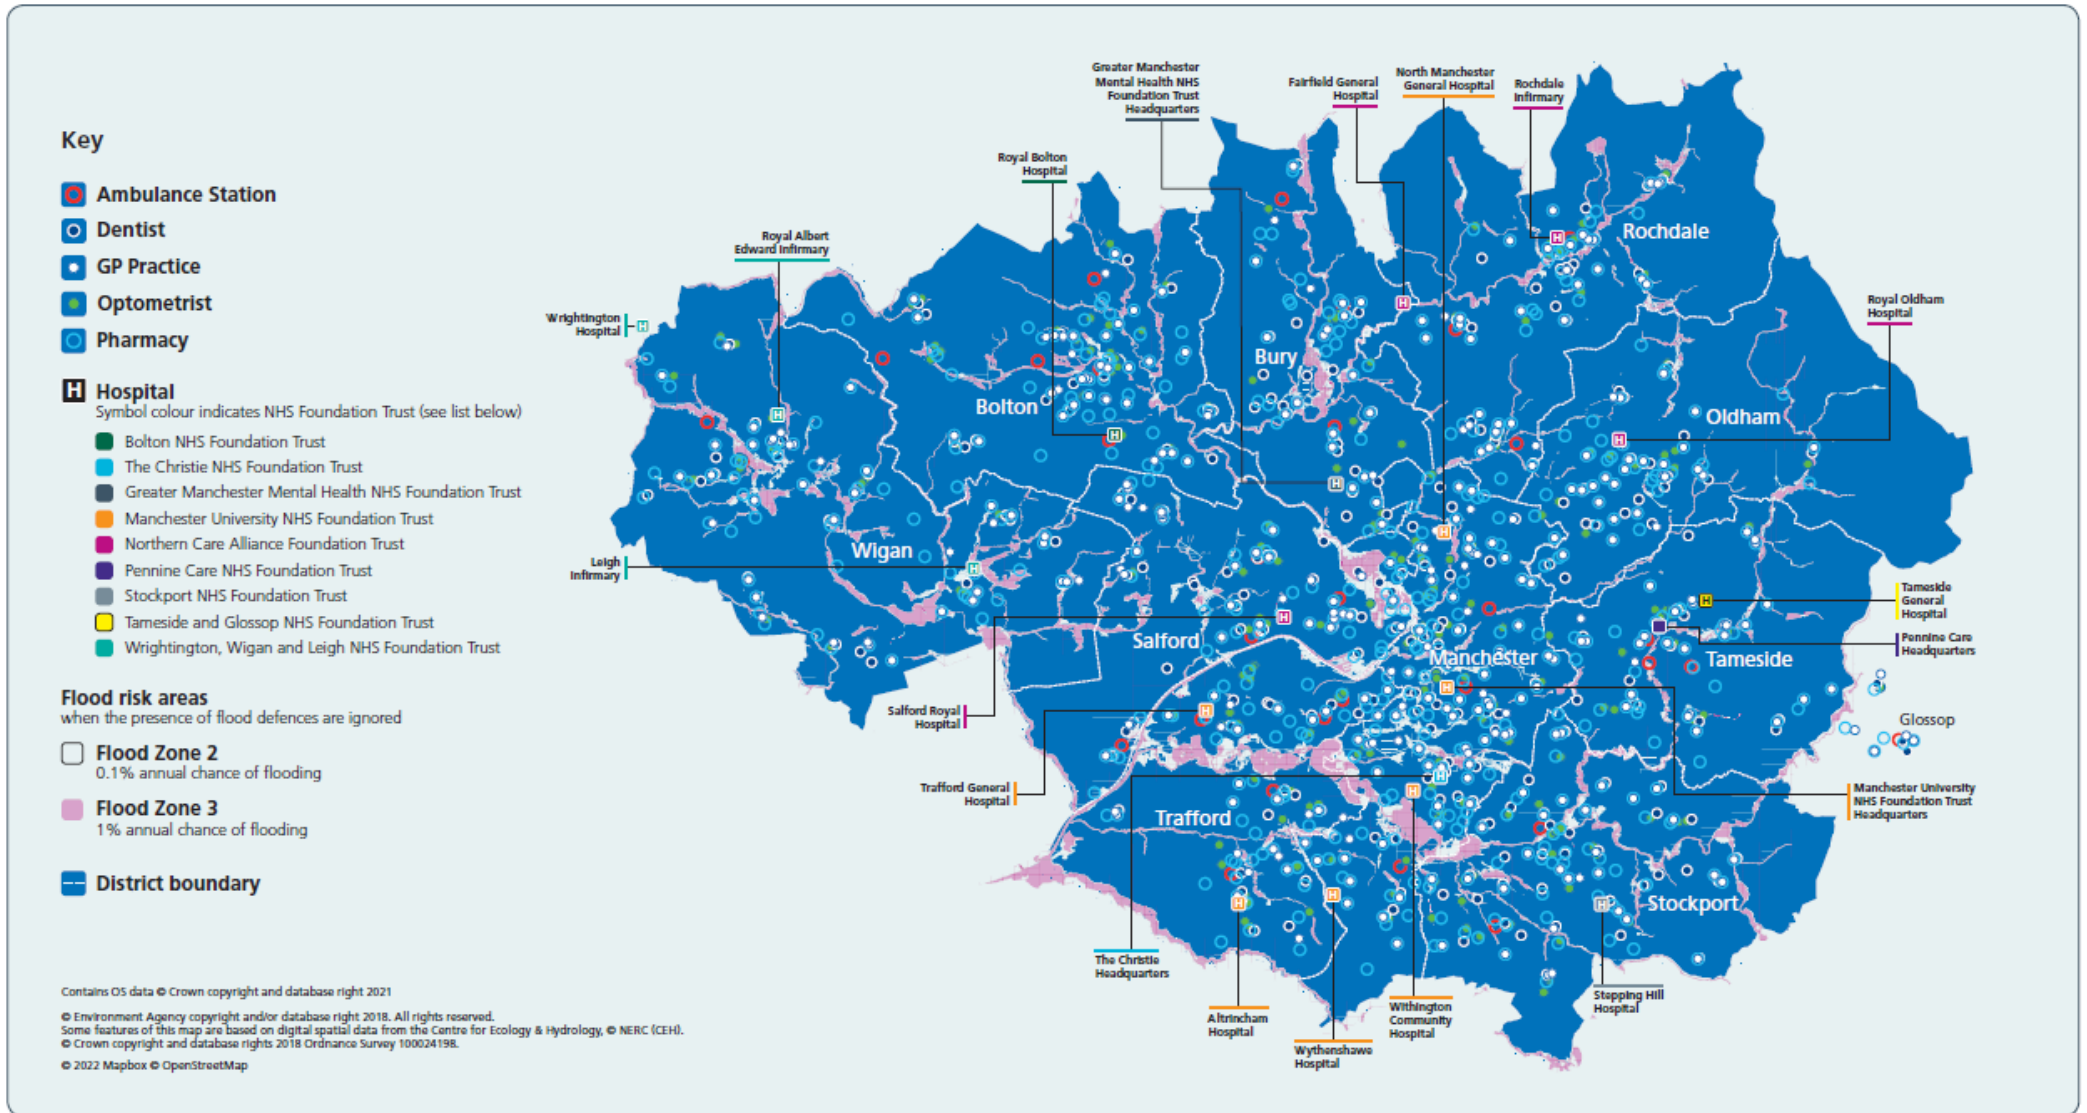 Key
Ambulance Station
Dentist
GP Practice
Optometrist
Pharmacy
H
Hospital
Symbol colour indicates NHS Foundation Trust (see list below)
Bolton NHS Foundation Trust
The Christie NHS Foundation Trust
Greater Manchester Mental Health NHS Foundation Trust
Manchester University NHS Foundation Trust
Northern Care Alliance Foundation Trust
Pennine Care NHS Foundation Trust
Stockport NHS Foundation Trust
Tameside and Glossop NHS Foundation Trust
Wrightington, Wigan and Leigh NHS Foundation Trust
Flood risk areas
when the presence of flood defences are ignored
Flood Zone 2
0.1% annual chance of flooding
Flood Zone 3
1% annual chance of flooding
District boundary
Contains OS data © Crown copyright and database right 2021
© Environment Agency copyright and/or database right 2018. All rights reserved.
Some features of this map are based on digital spatial data from the Centre for Ecology & Hydrology, © NERC (CEH).
© Crown copyright and database rights 2018 Ordnance Survey 100024198.
© 2022 Mapbox © OpenStreetMap
Greater Manchester
Mental Health NHS
Foundation Trust
Headquarters
Fairfield General
Hospital
North Manchester
General Hospital
Rochdale
Infirmary
Royal Bolton
Hospital
Royal Albert
Edward Infirmary
Wrightington
Hospital
H
Royal Oldham
Hospital
Leigh
Infirmary
Salford Royal
Hospital
Trafford General
Hospital
Tameside
General
Hospital
Pennine Care
Headquarters
Glossop
Manchester University
NHS Foundation Trust
Headquarters
The Christie
Headquarters
Altrincham
Hospital
Wythenshawe
Hospital
Withington
Community
Hospital
Stepping Hill
Hospital
Rochdale
H
H
Bury
Bolton
H
H
Oldham
H
H
H
Wigan
H
H
Salford
H
Manchester
H
Tameside
H
H
H
Trafford
H
H
H
H
Stockport